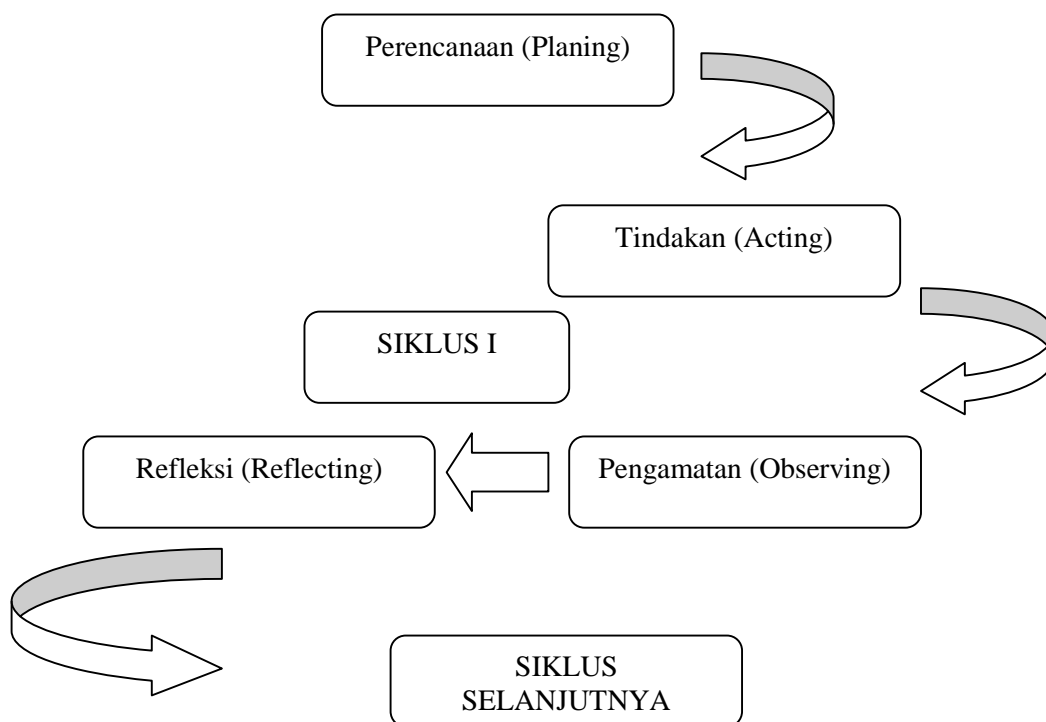 Perencanaan (Planing)
Tindakan (Acting)
SIKLUS I
Refleksi (Reflecting)
Pengamatan (Observing)
SIKLUS
SELANJUTNYA